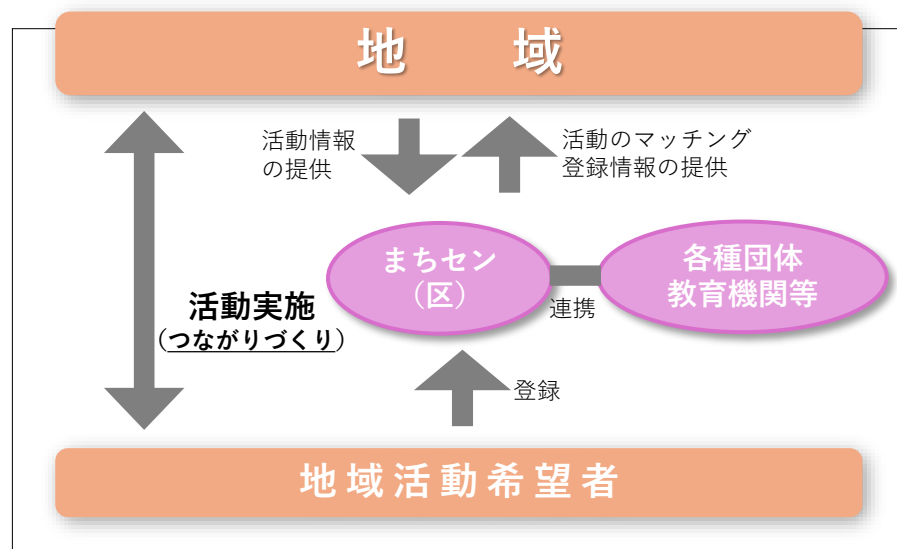 地　域
活動情報
の提供
活動のマッチング
登録情報の提供
まちセン
（区）
連携
各種団体
教育機関等
活動実施
（つながりづくり）
登録
地域活動希望者